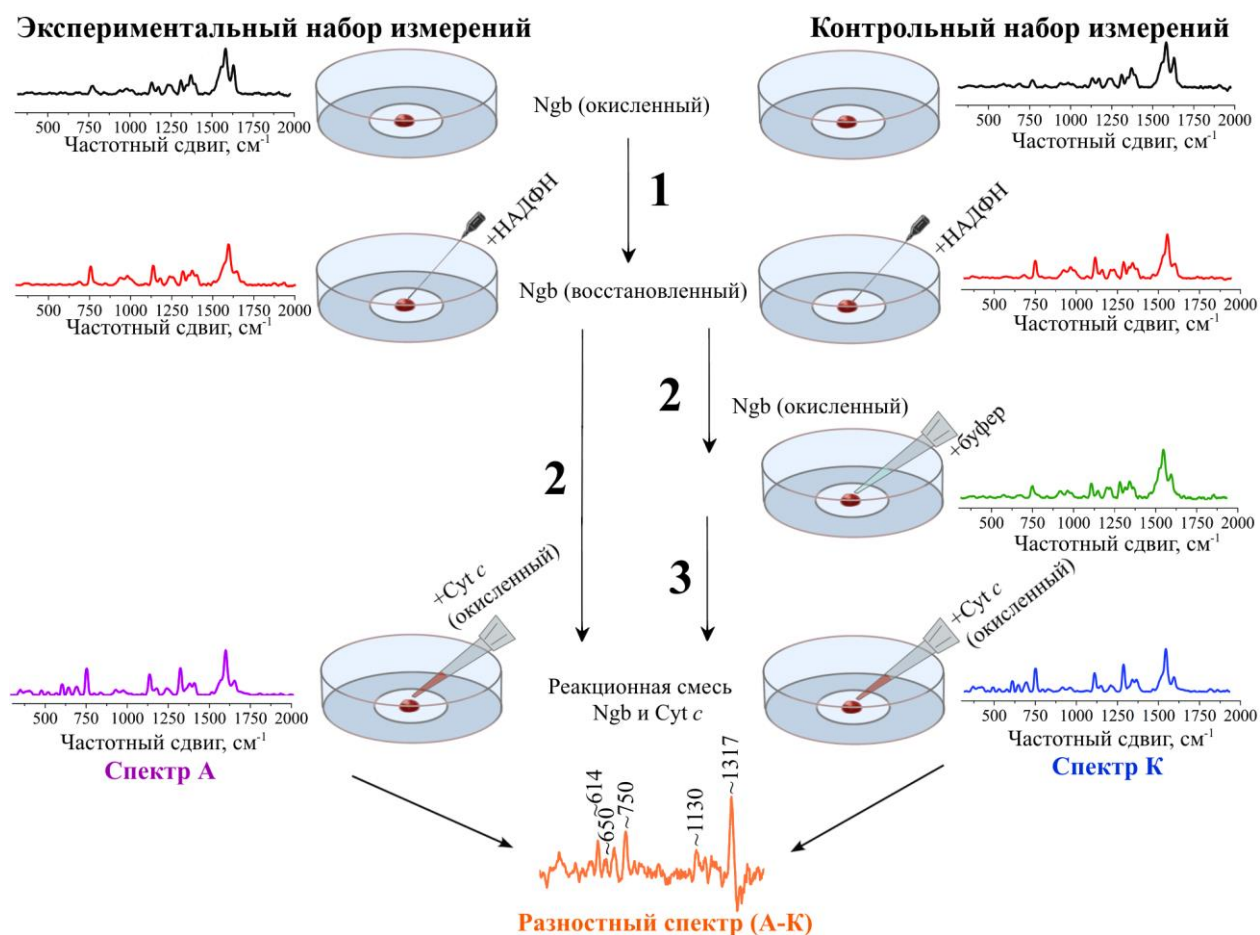 Экспериментальный набор измерений
Контрольный набор измерений
500 750 1000 1250 1500 1750 2000
Частотный сдвиг, см⁻¹
Ngb (окисленный)
500 750 1000 1250 1500 1750 2000
Частотный сдвиг, см⁻¹
1
+НАДФН
+НАДФН
500 750 1000 1250 1500 1750 2000
Частотный сдвиг, см⁻¹
Ngb (восстановленный)
500 750 1000 1250 1500 1750 2000
Частотный сдвиг, см⁻¹
2
2
Ngb (окисленный)
+буфер
500 750 1000 1250 1500 1750 2000
Частотный сдвиг, см⁻¹
3
+Cyt c
(окисленный)
+Cyt c
(окисленный)
500 750 1000 1250 1500 1750 2000
Частотный сдвиг, см⁻¹
Спектр А
Реакционная смесь
Ngb и Cyt c
500 750 1000 1250 1500 1750 2000
Частотный сдвиг, см⁻¹
Спектр К
~614
~650
~750
~1130
~1317
Разностный спектр (А-К)